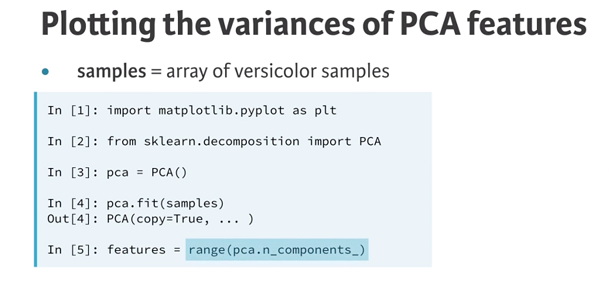 Plotting the variances of PCA features
• samples = array of versicolor samples
In [1]: import matplotlib.pyplot as plt
In [2]: from sklearn.decomposition import PCA
In [3]: pca = PCA()
In [4]: pca.fit(samples)
Out[4]: PCA(copy=True, ... )
In [5]: features = range(pca.n_components_)